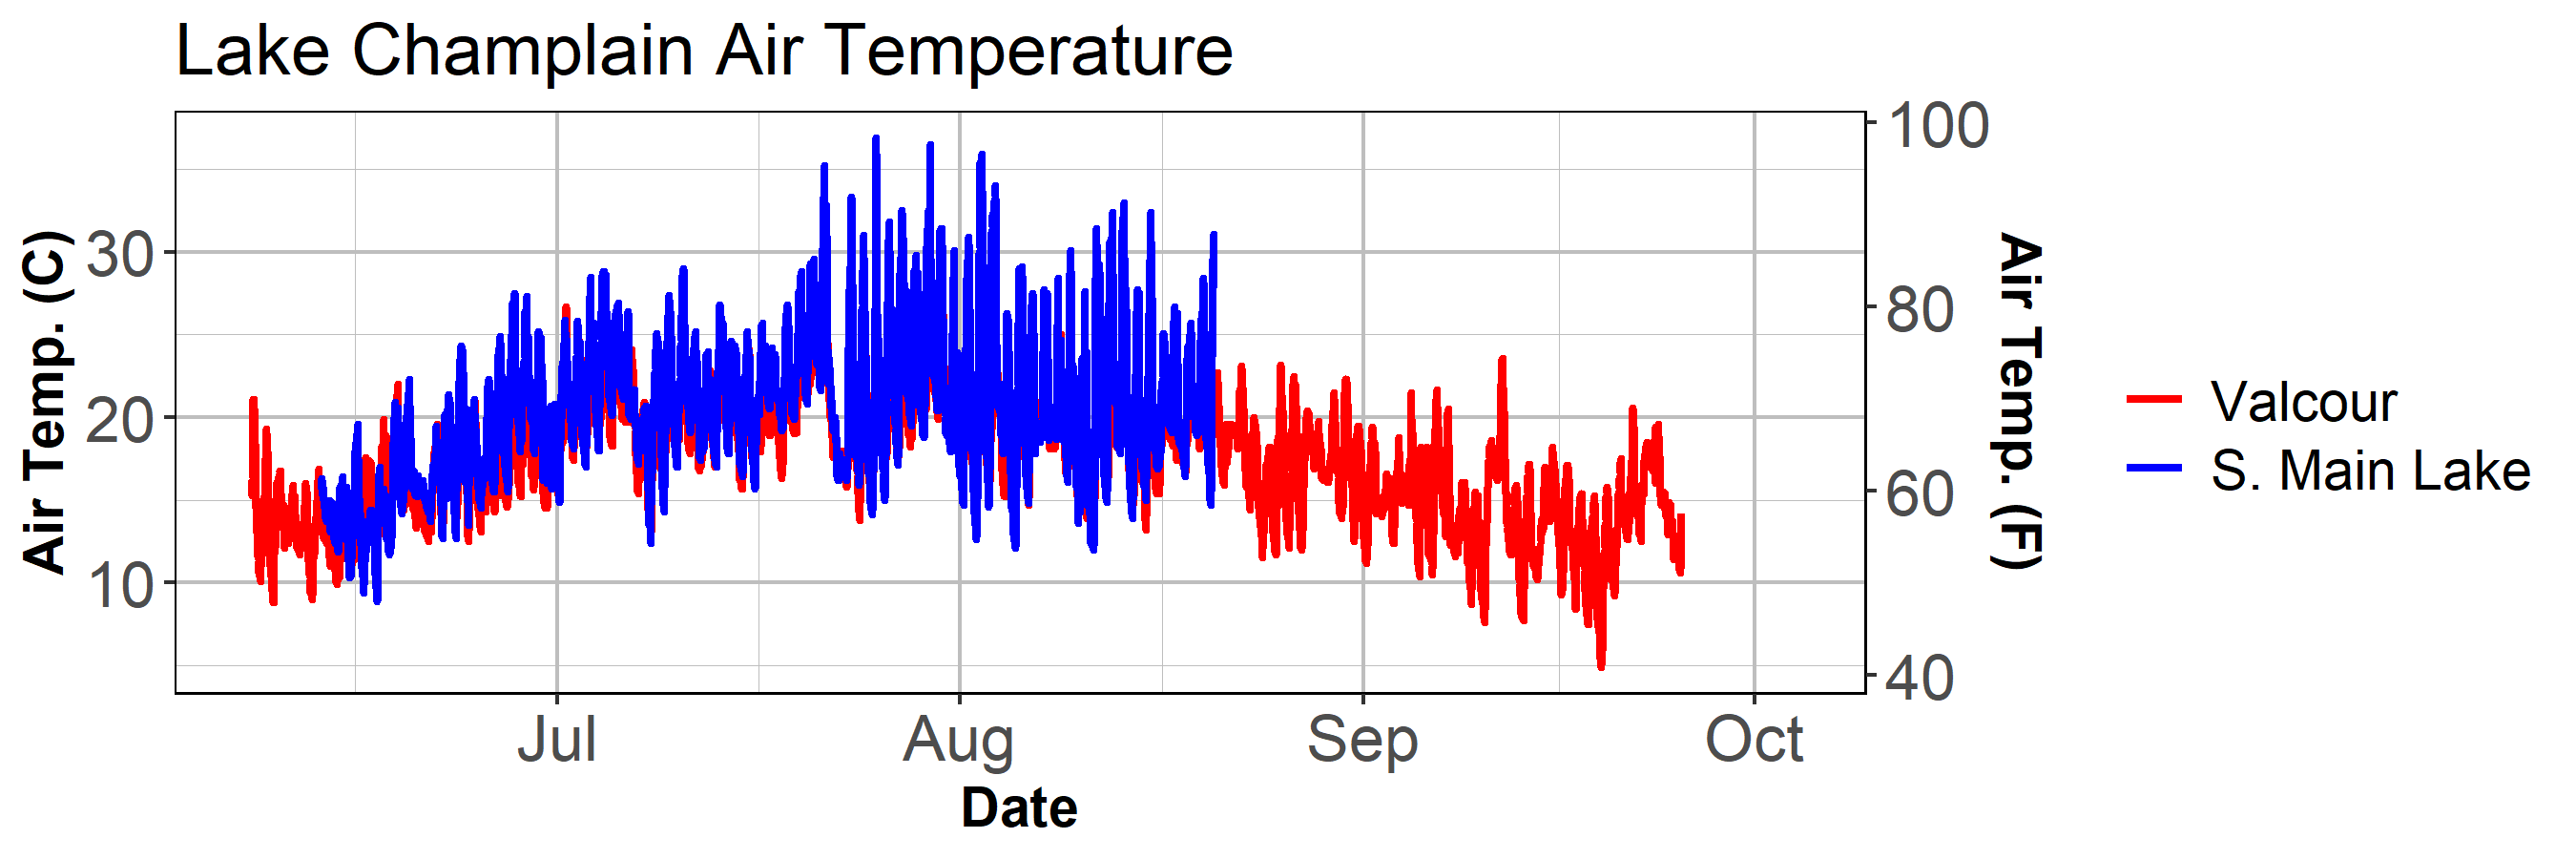 Lake Champlain Air Temperature
Air Temp. (C)
30
20
10
100
80
60
40
Air Temp. (F)
Jul Aug Sep Oct
Date
Valcour
S. Main Lake